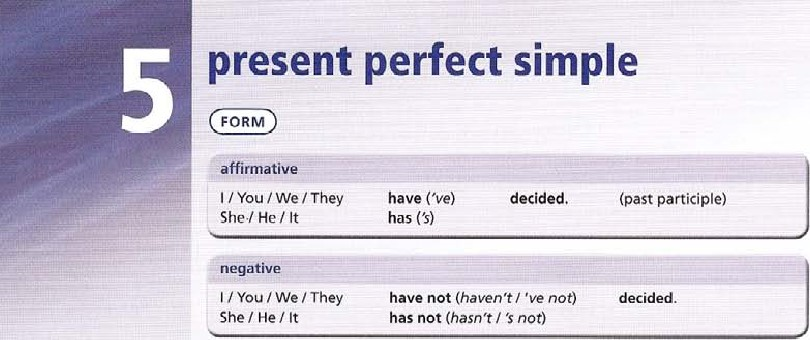 5 present perfect simple
FORM
affirmative
I / You / We / They have ('ve) decided. (past participle)
She / He / It has ('s)
negative
I / You / We / They have not (haven't / 've not) decided.
She / He / It has not (hasn't / 's not)